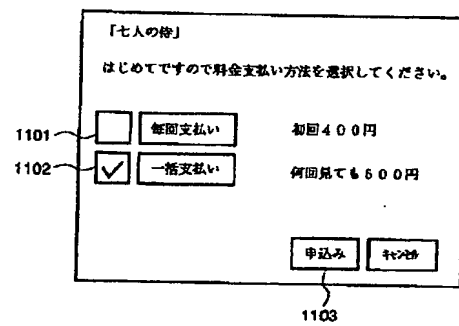 「七人の侍」
はじめてですので料金支払い方法を選択してください。
1101 毎回支払い 初回400円
1102 ✓ 一括支払い 何回見ても500円
申込み キャンセル
1103